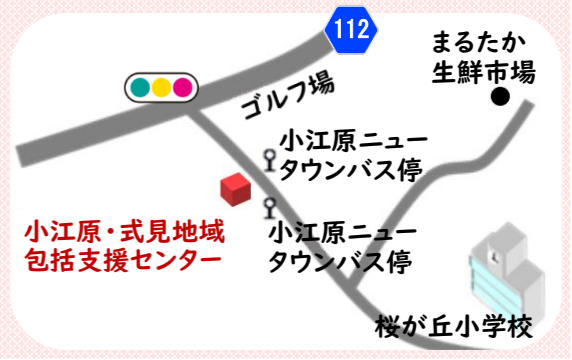 112
まるたか
生鮮市場
ゴルフ場
小江原ニュー
タウンバス停
小江原・式見地域
包括支援センター
小江原ニュー
タウンバス停
桜が丘小学校